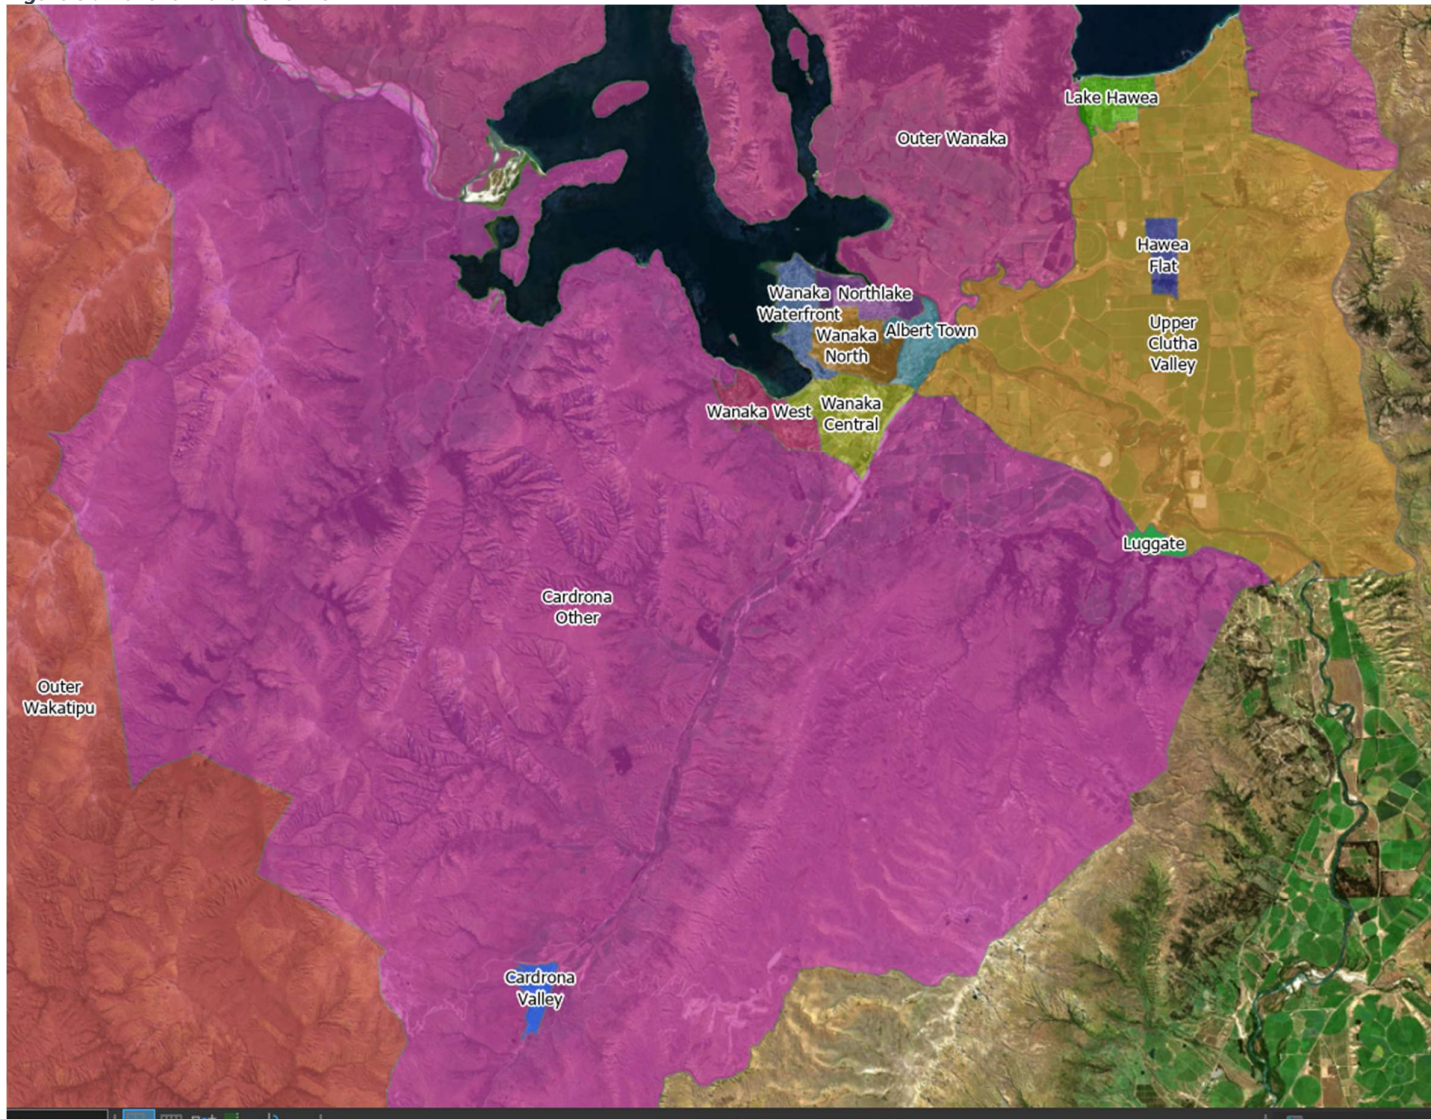 Lake Hawea
Outer Wanaka
Hawea
Flat
Wanaka
Waterfront
Northlake
Albert Town
Wanaka
North
Upper
Clutha
Valley
Wanaka West
Wanaka
Central
Luggate
Cardrona
Other
Outer
Wakatipu
Cardrona
Valley